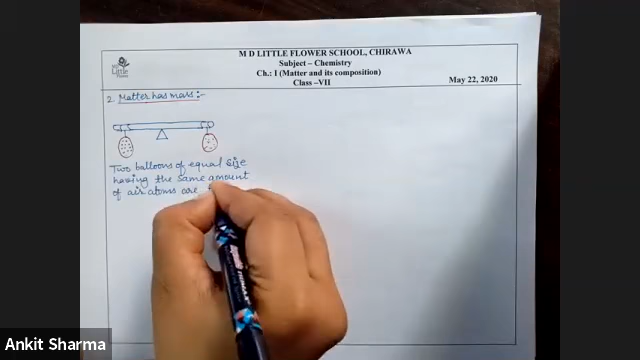 M D LITTLE FLOWER SCHOOL, CHIRAWA
Subject – Chemistry
Ch.: I (Matter and its composition)
Class –VII
May 22, 2020
Little
2. Matter has mass :-
Two balloons of equal size
having the same amount
of air atoms are
Ankit Sharma